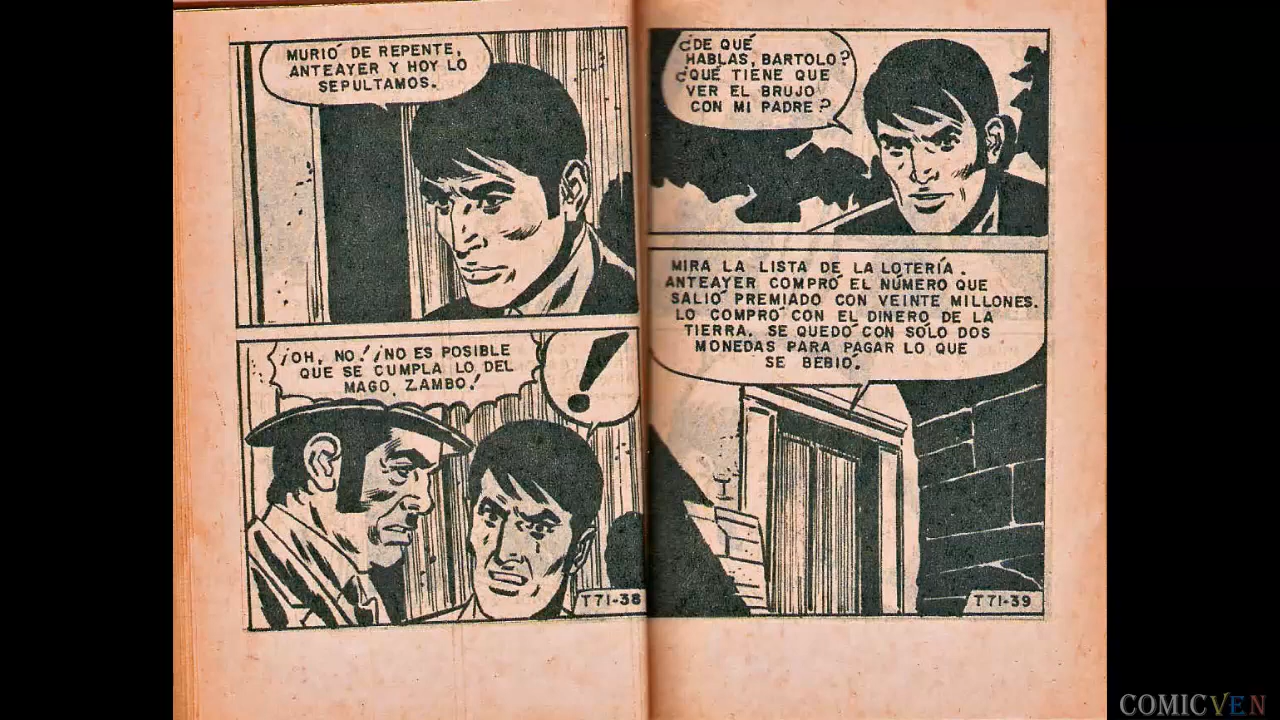 MURIÓ DE REPENTE,
ANTEAYER Y HOY LO
SEPULTAMOS.
¡OH, NO! ¡NO ES POSIBLE
QUE SE CUMPLA LO DEL
MAGO, ZAMBO!
!
T71-38
¿DE QUÉ
HABLAS, BARTOLO?
¿QUÉ TIENE QUE
VER EL BRUJO
CON MI PADRE?
MIRA LA LISTA DE LA LOTERÍA.
ANTEAYER COMPRÓ EL NÚMERO QUE
SALIÓ PREMIADO CON VEINTE MILLONES.
LO COMPRÓ CON EL DINERO DE LA
TIERRA. SE QUEDÓ CON SOLO DOS
MONEDAS PARA PAGAR LO QUE
SE BEBIÓ.
T71-39
COMICVEN